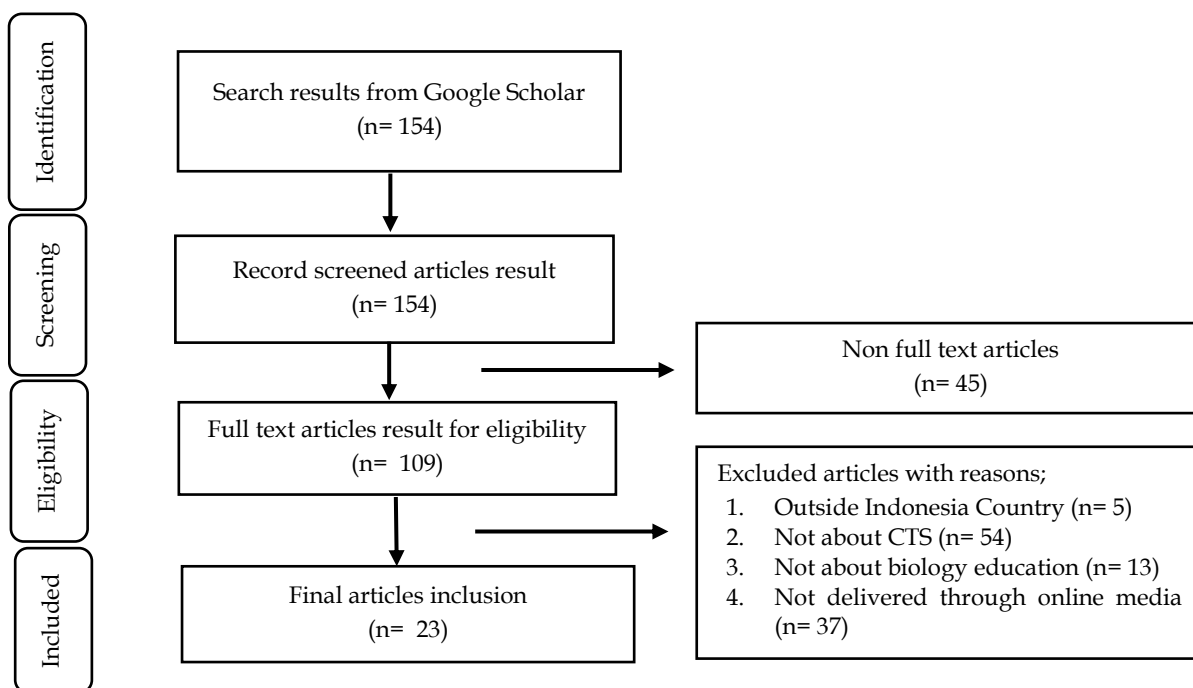 Identification
Search results from Google Scholar
(n= 154)
Screening
Record screened articles result
(n= 154)
Non full text articles
(n= 45)
Eligibility
Full text articles result for eligibility
(n= 109)
Excluded articles with reasons;
1. Outside Indonesia Country (n= 5)
2. Not about CTS (n= 54)
3. Not about biology education (n= 13)
4. Not delivered through online media
(n= 37)
Included
Final articles inclusion
(n= 23)